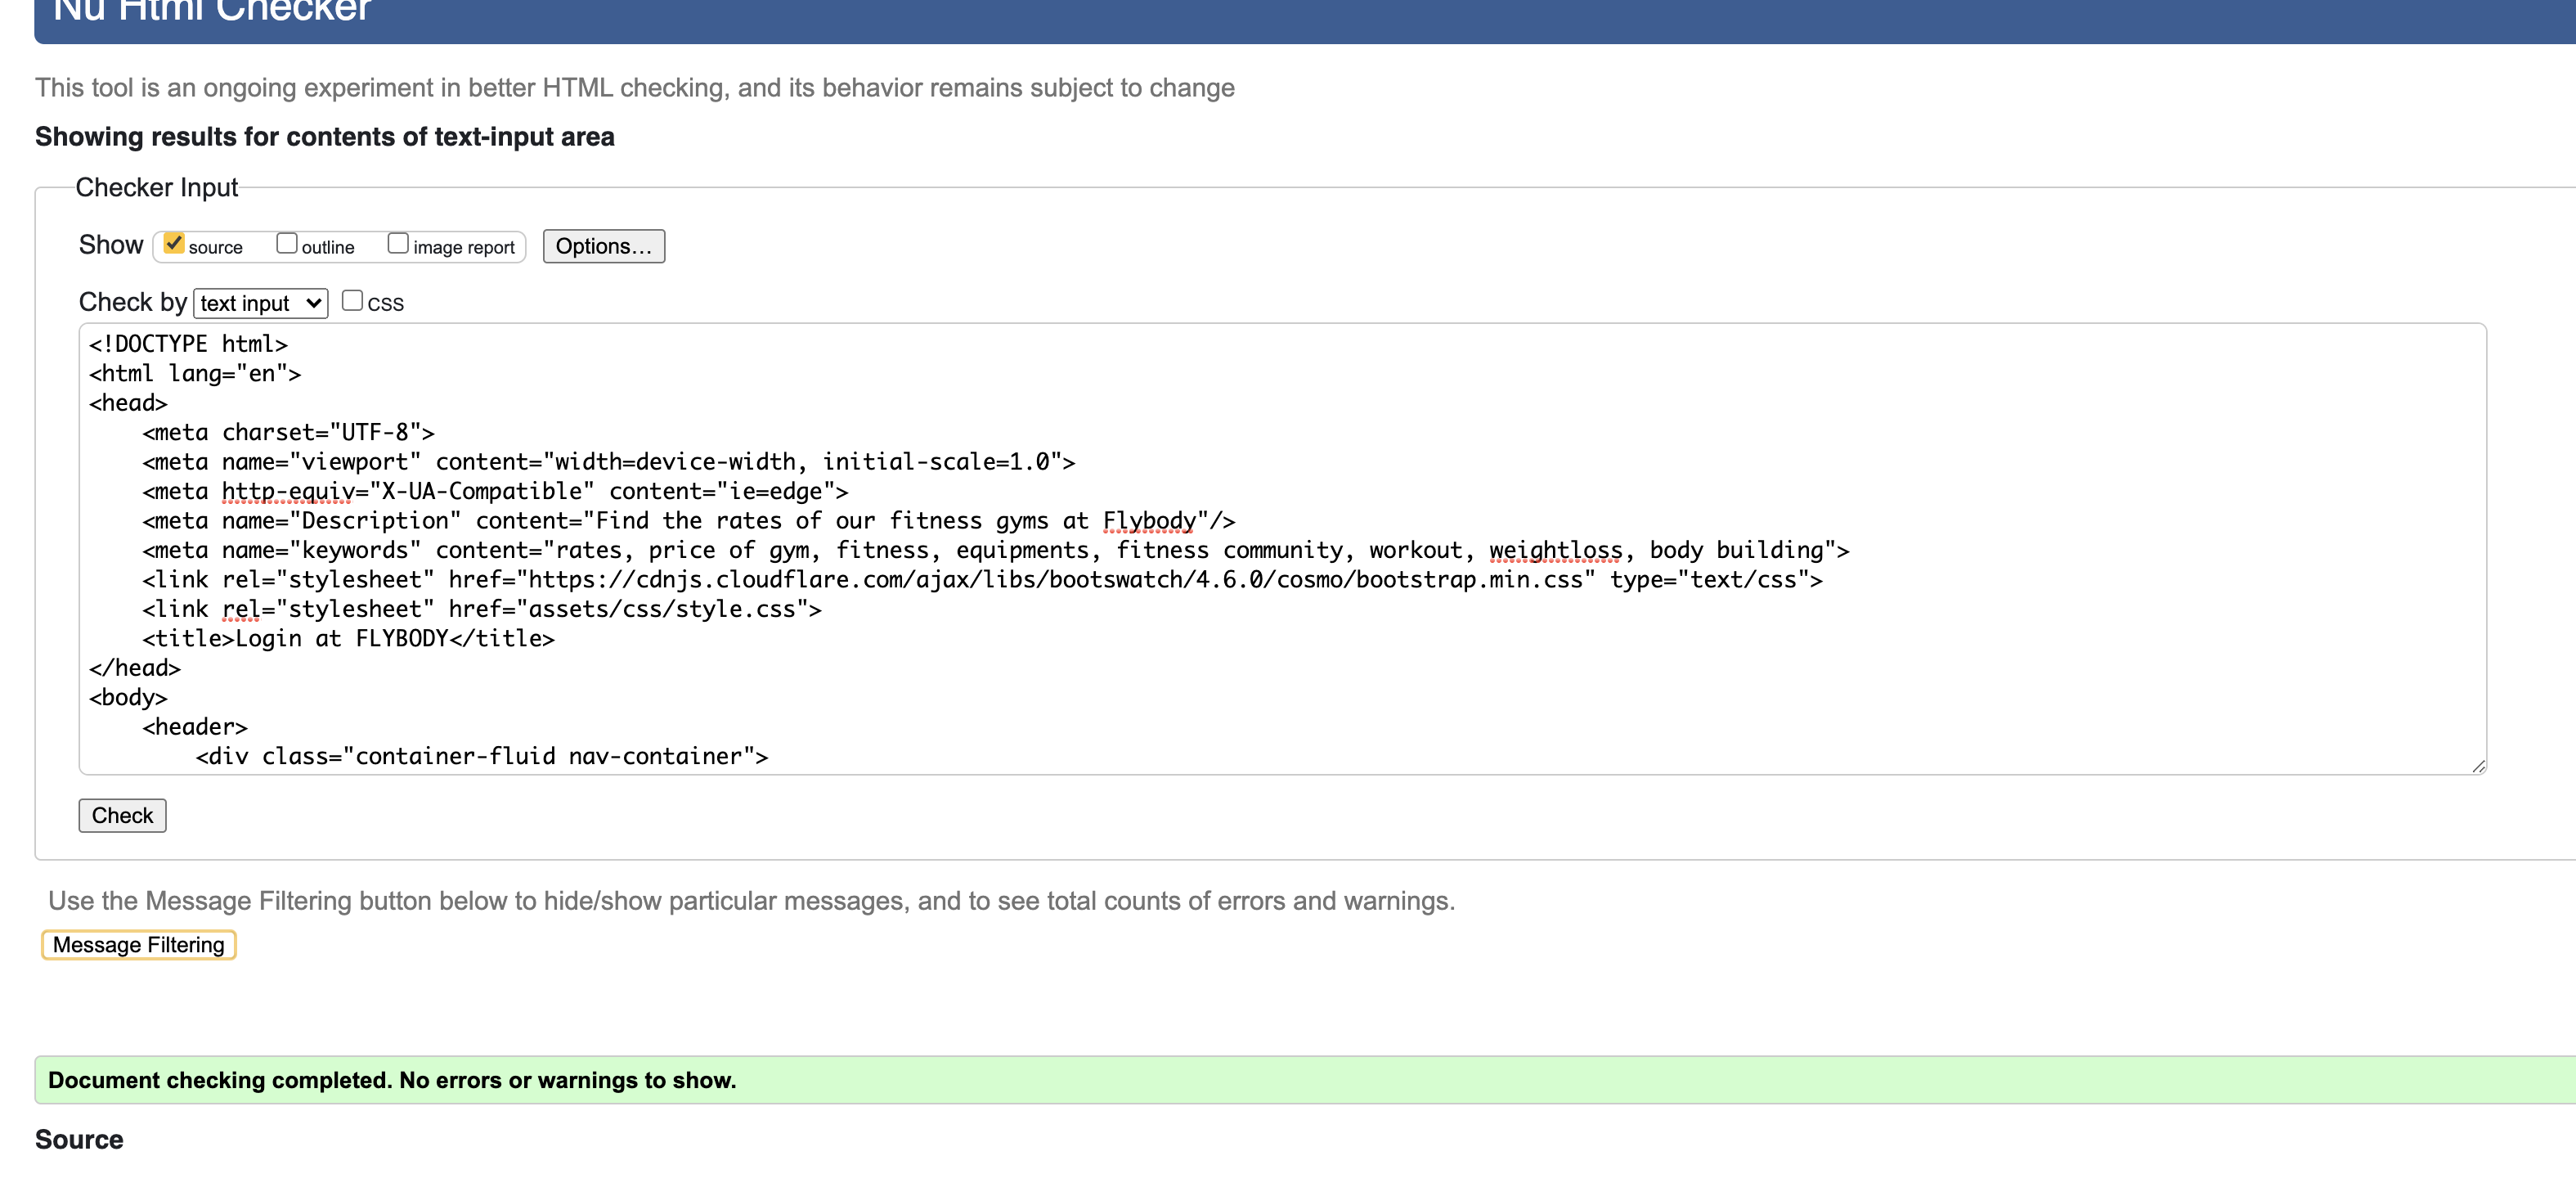 Nu Html Checker
This tool is an ongoing experiment in better HTML checking, and its behavior remains subject to change
Showing results for contents of text-input area
Checker Input
Show source outline image report Options...
Check by text input CSS
<!DOCTYPE html>
<html lang="en">
<head>
    <meta charset="UTF-8">
    <meta name="viewport" content="width=device-width, initial-scale=1.0">
    <meta http-equiv="X-UA-Compatible" content="ie=edge">
    <meta name="Description" content="Find the rates of our fitness gyms at Flybody"/>
    <meta name="keywords" content="rates, price of gym, fitness, equipments, fitness community, workout, weightloss, body building">
    <link rel="stylesheet" href="https://cdnjs.cloudflare.com/ajax/libs/bootswatch/4.6.0/cosmo/bootstrap.min.css" type="text/css">
    <link rel="stylesheet" href="assets/css/style.css">
    <title>Login at FLYBODY</title>
</head>
<body>
    <header>
        <div class="container-fluid nav-container">
Check
Use the Message Filtering button below to hide/show particular messages, and to see total counts of errors and warnings.
Message Filtering
Document checking completed. No errors or warnings to show.
Source